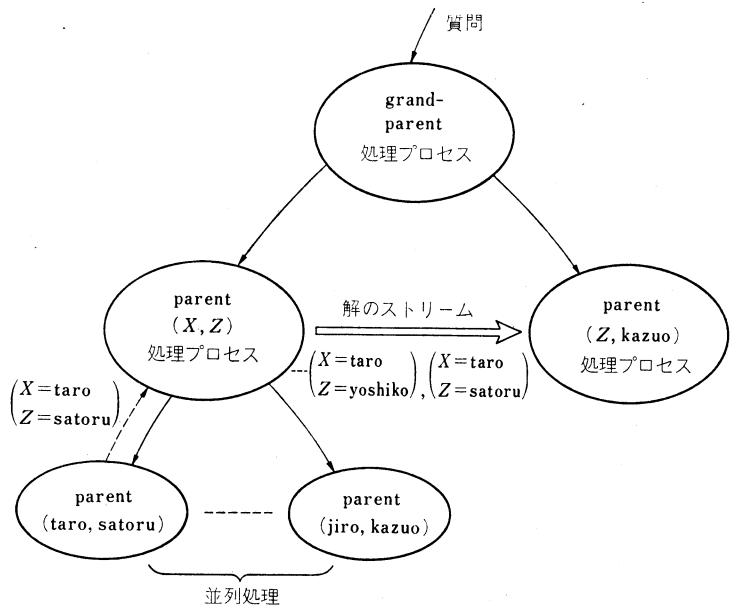 質問
grand-
parent
処理プロセス
parent
(X, Z)
処理プロセス
解のストリーム
parent
(Z, kazuo)
処理プロセス
(X=taro
Z=yoshiko), (X=taro
Z=satoru)
(X=taro
Z=satoru)
parent
(taro, satoru)
parent
(jiro, kazuo)
並列処理